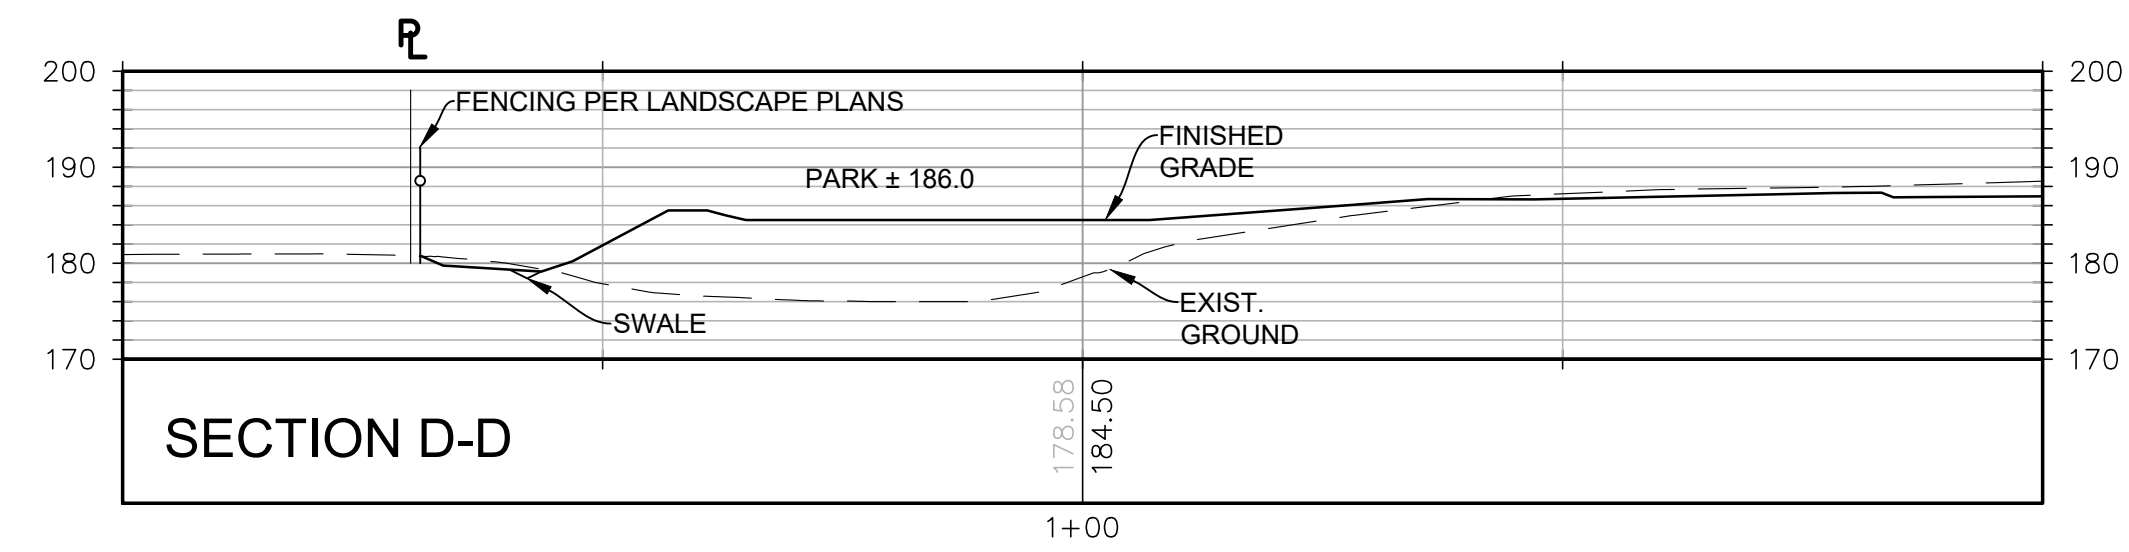 PL
200 200
FENCING PER LANDSCAPE PLANS
FINISHED
GRADE
190 190
PARK ± 186.0
180 180
EXIST.
GROUND
SWALE
170 170
178.58
184.50
SECTION D-D
1+00